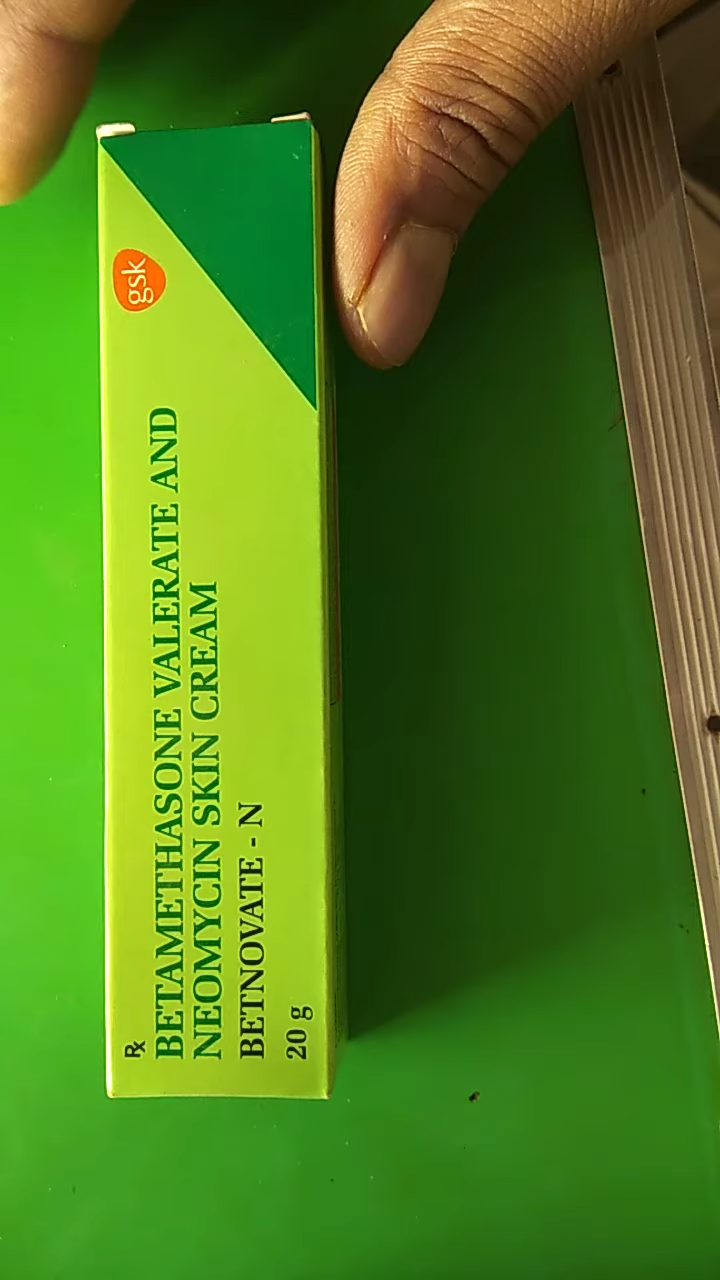 gsk
Rx
BETAMETHASONE VALERATE AND
NEOMYCIN SKIN CREAM
BETNOVATE - N
20 g